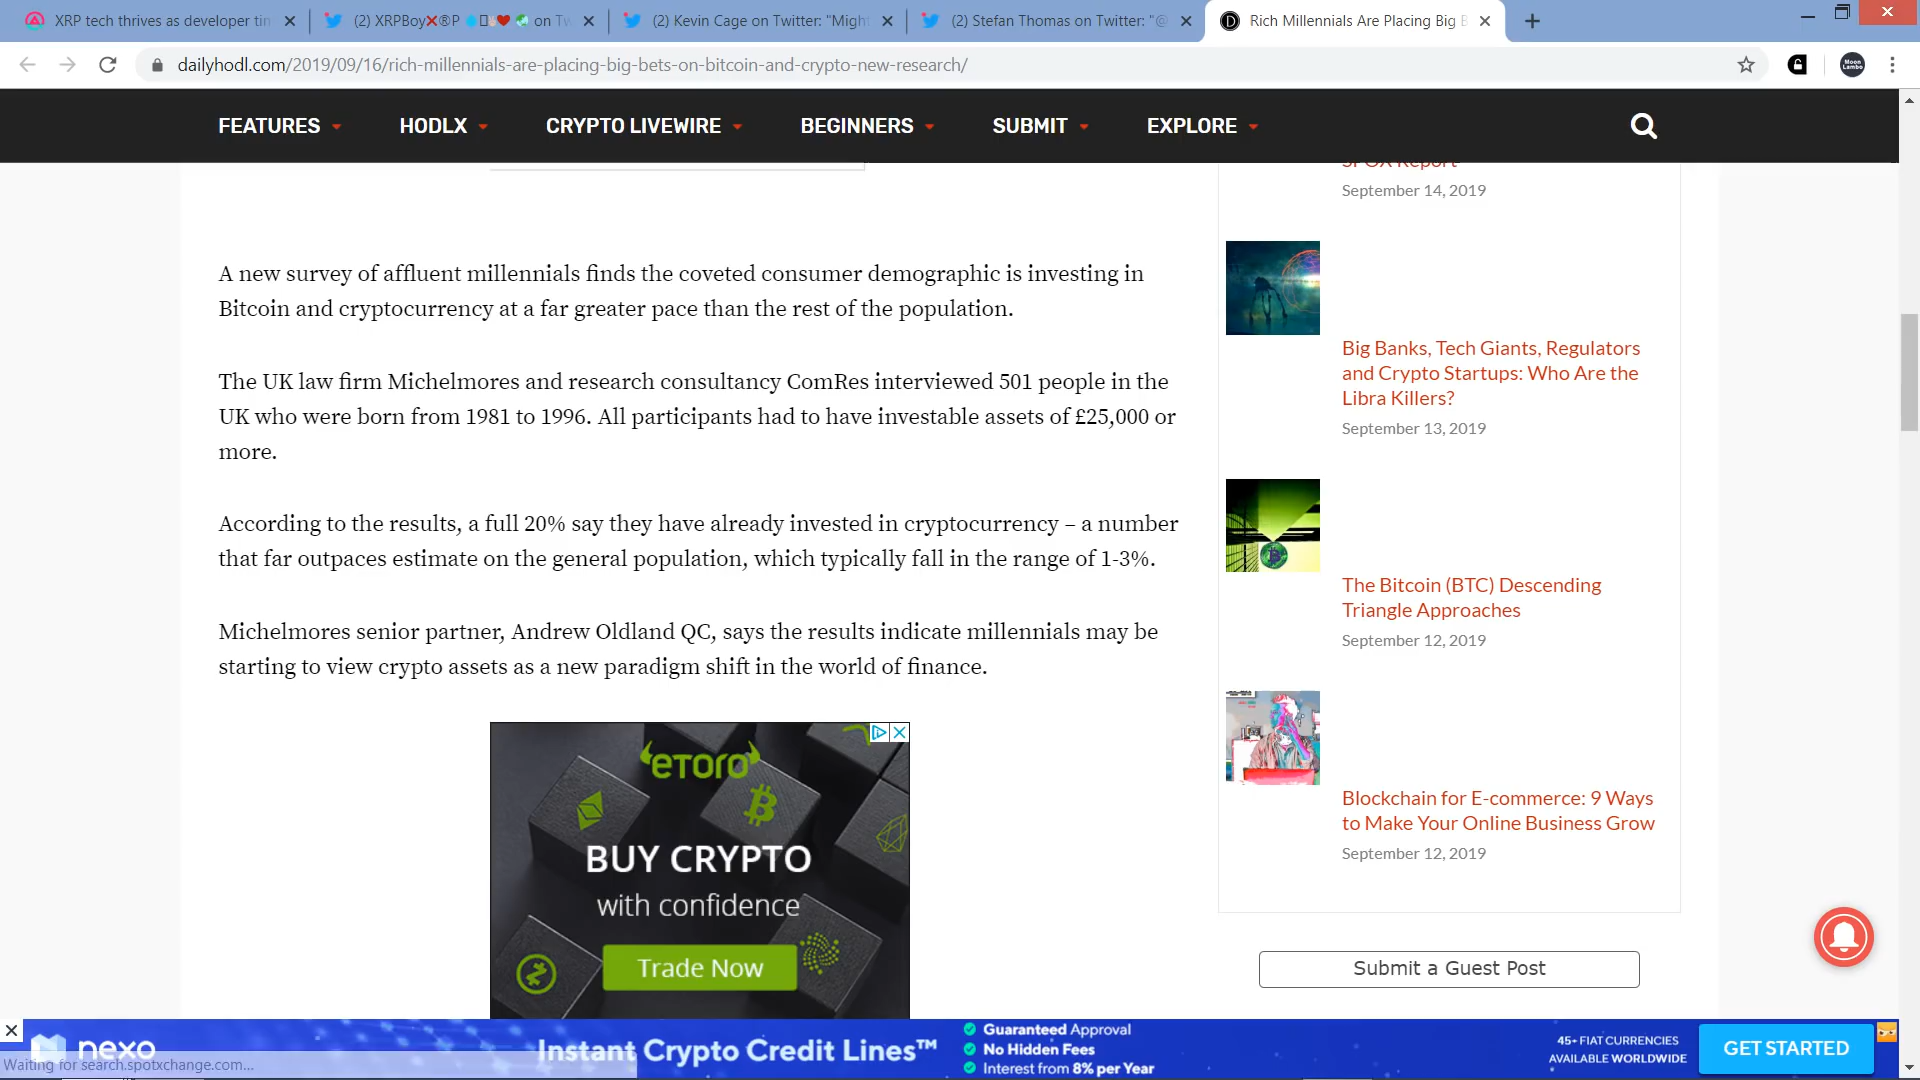 XRP tech thrives as developer tin
(2) XRPBoy❌®P on Tw
(2) Kevin Cage on Twitter: "Might
(2) Stefan Thomas on Twitter: "@
Rich Millennials Are Placing Big B
dailyhodl.com/2019/09/16/rich-millennials-are-placing-big-bets-on-bitcoin-and-crypto-new-research/
Moon Lambo
FEATURES
HODLX
CRYPTO LIVEWIRE
BEGINNERS
SUBMIT
EXPLORE
A new survey of affluent millennials finds the coveted consumer demographic is investing in
Bitcoin and cryptocurrency at a far greater pace than the rest of the population.
The UK law firm Michelmores and research consultancy ComRes interviewed 501 people in the
UK who were born from 1981 to 1996. All participants had to have investable assets of £25,000 or
more.
According to the results, a full 20% say they have already invested in cryptocurrency – a number
that far outpaces estimate on the general population, which typically fall in the range of 1-3%.
Michelmores senior partner, Andrew Oldland QC, says the results indicate millennials may be
starting to view crypto assets as a new paradigm shift in the world of finance.
eToro
BUY CRYPTO
with confidence
Trade Now
Report
September 14, 2019
Big Banks, Tech Giants, Regulators
and Crypto Startups: Who Are the
Libra Killers?
September 13, 2019
The Bitcoin (BTC) Descending
Triangle Approaches
September 12, 2019
Blockchain for E-commerce: 9 Ways
to Make Your Online Business Grow
September 12, 2019
Submit a Guest Post
nexo
Instant Crypto Credit Lines™
Guaranteed Approval
No Hidden Fees
Interest from 8% per Year
45+ FIAT CURRENCIES
AVAILABLE WORLDWIDE
GET STARTED
Waiting for search.spotxchange.com...